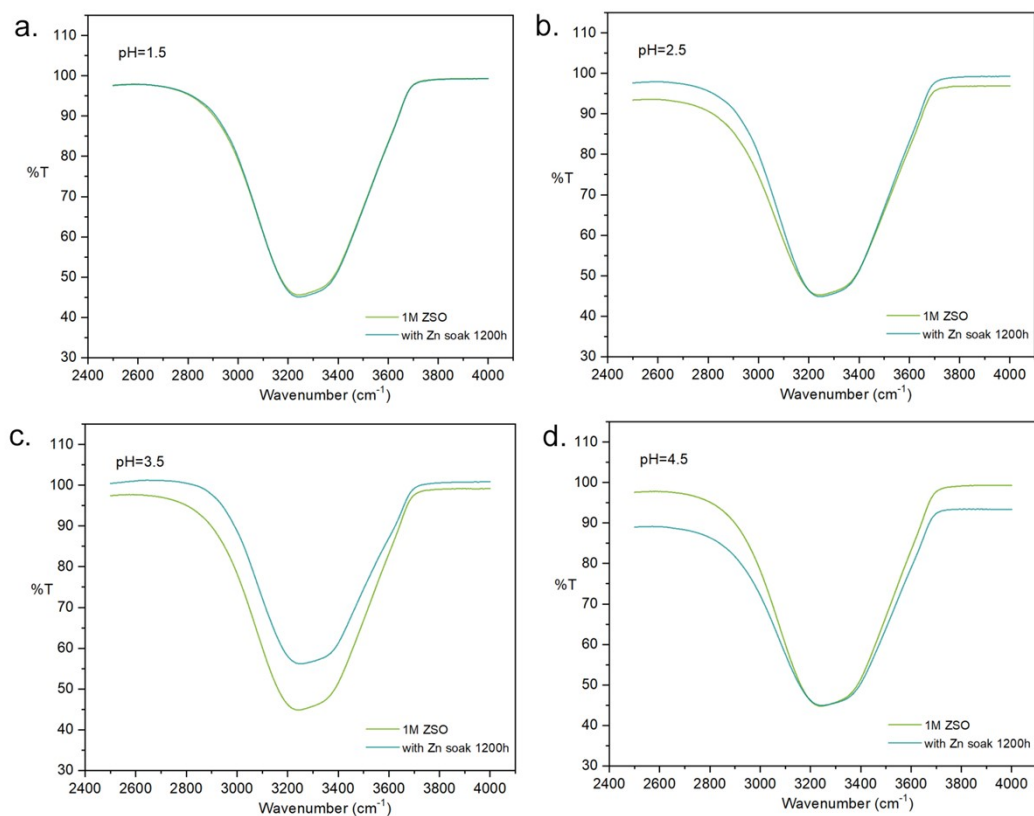 a.
pH=1.5
110
100
90
80
70
60
50
40
30
%T
1M ZSO
with Zn soak 1200h
2400 2600 2800 3000 3200 3400 3600 3800 4000
Wavenumber (cm⁻¹)
b.
pH=2.5
110
100
90
80
70
60
50
40
30
%T
1M ZSO
with Zn soak 1200h
2400 2600 2800 3000 3200 3400 3600 3800 4000
Wavenumber (cm⁻¹)
c.
pH=3.5
110
100
90
80
70
60
50
40
30
%T
1M ZSO
with Zn soak 1200h
2400 2600 2800 3000 3200 3400 3600 3800 4000
Wavenumber (cm⁻¹)
d.
pH=4.5
110
100
90
80
70
60
50
40
30
%T
1M ZSO
with Zn soak 1200h
2400 2600 2800 3000 3200 3400 3600 3800 4000
Wavenumber (cm⁻¹)